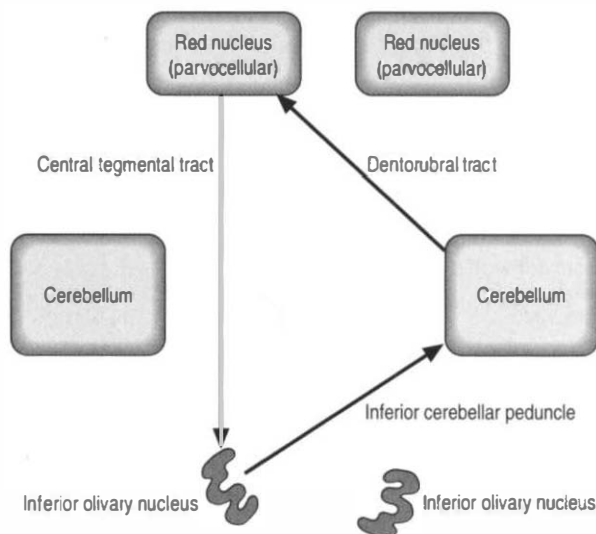 Red nucleus
(parvocellular)
Red nucleus
(parvocellular)
Central tegmental tract
Dentorubral tract
Cerebellum
Cerebellum
Inferior cerebellar peduncle
Inferior olivary nucleus
Inferior olivary nucleus